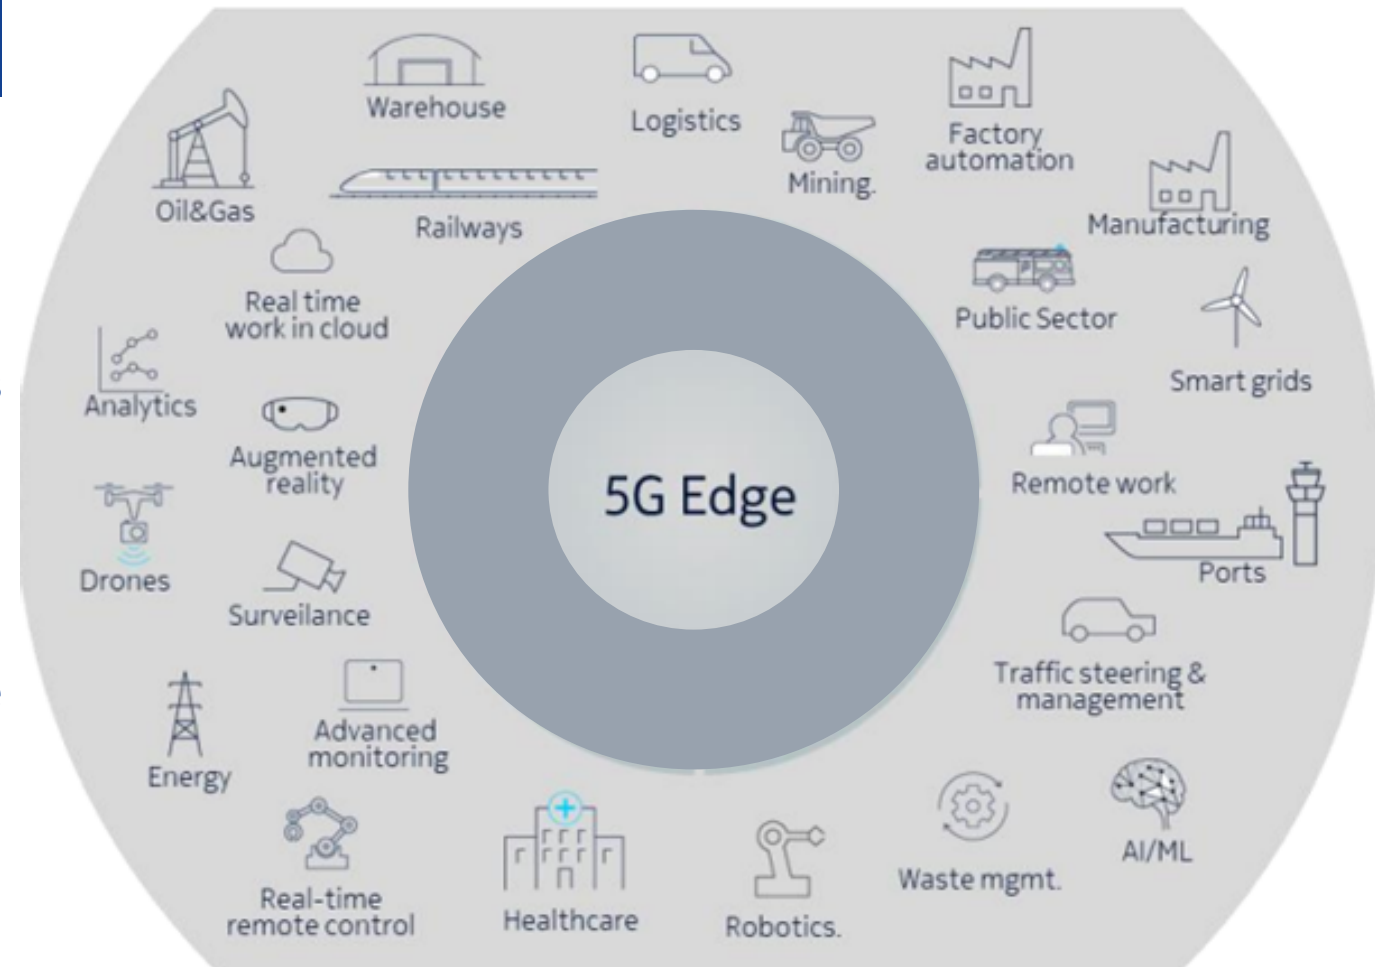 Warehouse
Logistics
Factory
automation
Mining.
Oil&Gas
Railways
Manufacturing
Real time
work in cloud
Public Sector
Smart grids
Analytics
Augmented
reality
5G Edge
Remote work
Drones
Ports
Surveilance
Traffic steering &
management
Advanced
monitoring
Energy
AI/ML
Waste mgmt.
Real-time
remote control
Healthcare
Robotics.